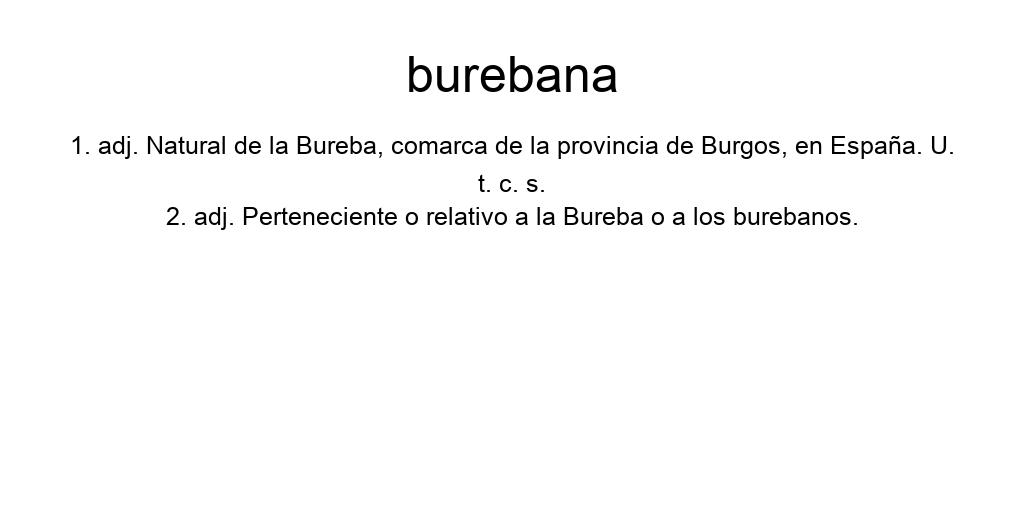 burebana
1. adj. Natural de la Bureba, comarca de la provincia de Burgos, en España. U.
t. c. s.
2. adj. Perteneciente o relativo a la Bureba o a los burebanos.